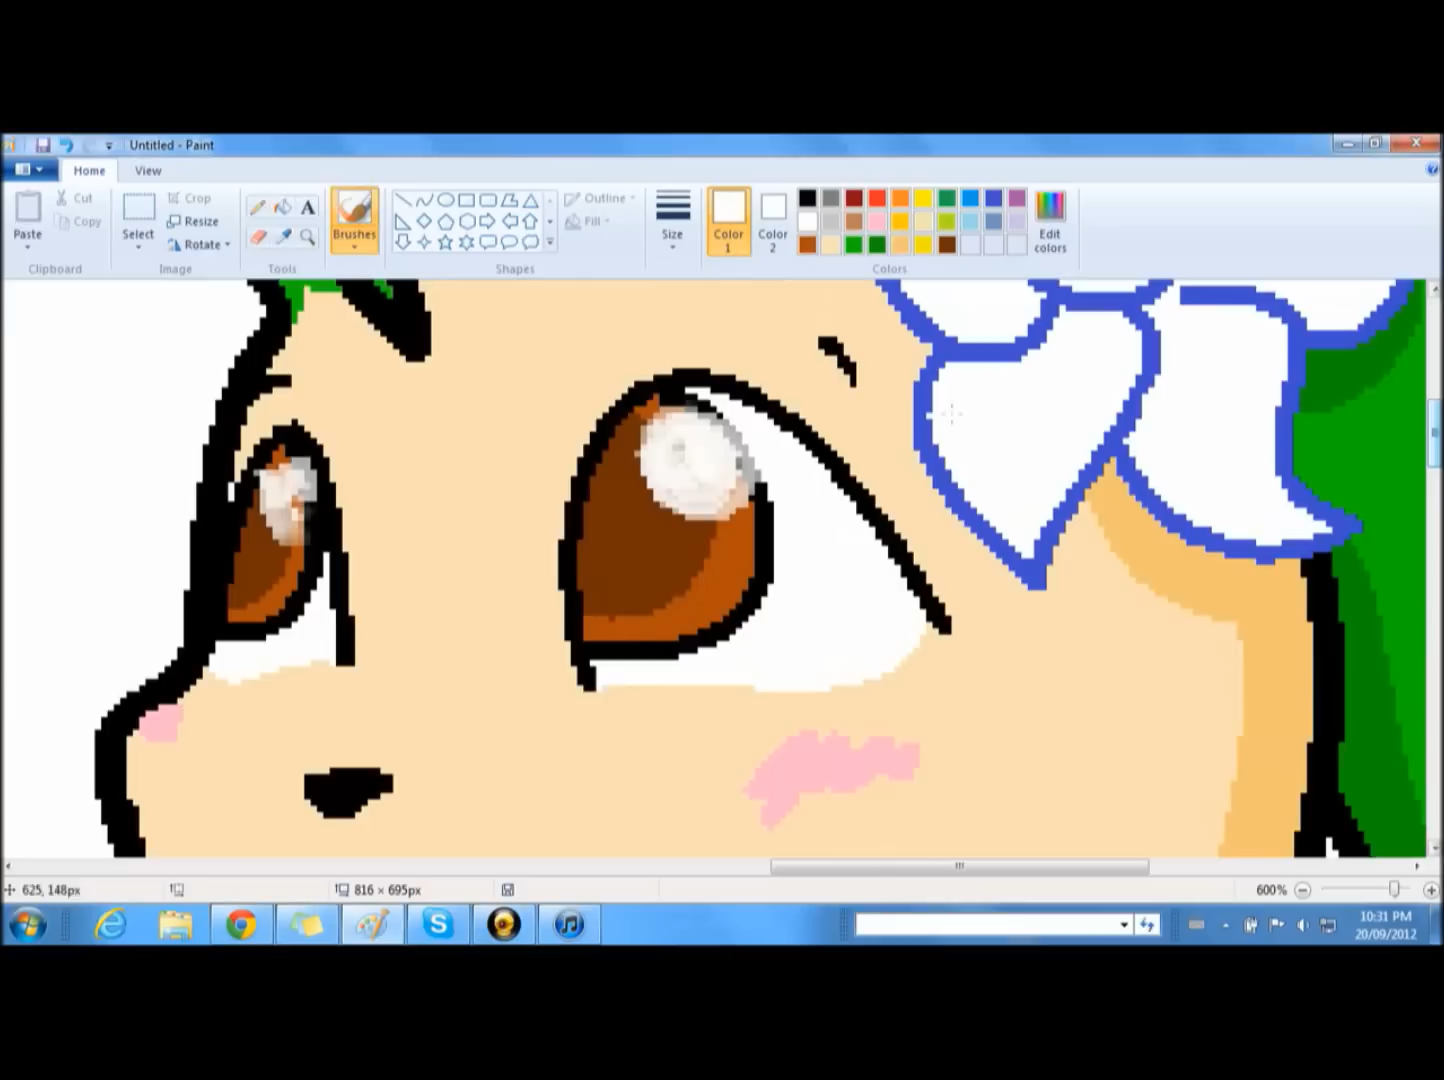 Untitled - Paint
Home View
Paste
Cut
Copy
Clipboard
Select
Crop
Resize
Rotate
Image
A
Tools
Brushes
Shapes
Outline
Fill
Size
Color 1
Color 2
Colors
Edit colors
625, 148px
816 × 695px
600%
10:31 PM
20/09/2012